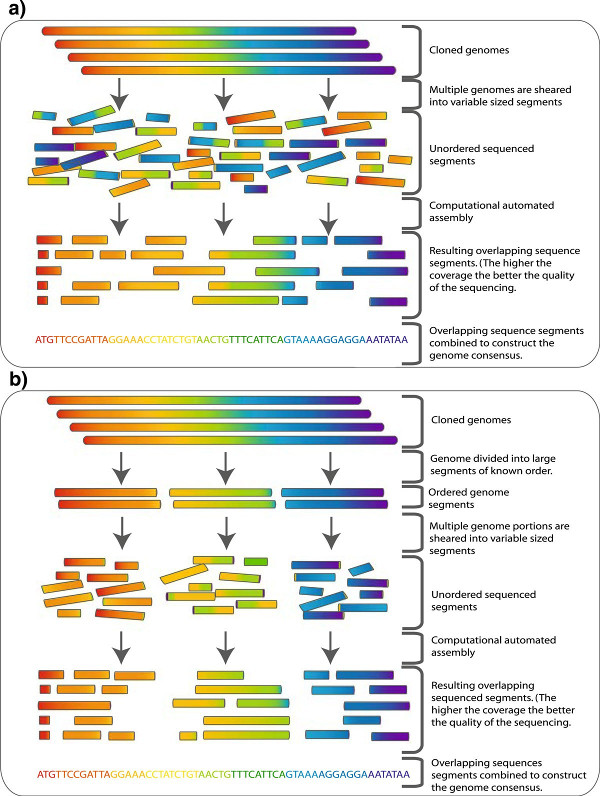 a)
Cloned genomes
Multiple genomes are sheared
into variable sized segments
Unordered sequenced
segments
Computational automated
assembly
Resulting overlapping sequence
segments. (The higher the
coverage the better the quality
of the sequencing.
ATGTTCCGATTAGGAAACCTATCTGTAACTGTTTCATTCAGTAAAAGGAGGAAATATAA
Overlapping sequence segments
combined to construct the
genome consensus.
b)
Cloned genomes
Genome divided into large
segments of known order.
Ordered genome
segments
Multiple genome portions are
sheared into variable sized
segments
Unordered sequenced
segments
Computational automated
assembly
Resulting overlapping
sequenced segments. (The
higher the coverage the better
the quality of the sequencing.
ATGTTCCGATTAGGAAACCTATCTGTAACTGTTTCATTCAGTAAAAGGAGGAAATATAA
Overlapping sequences
segments combined to construct
the genome consensus.